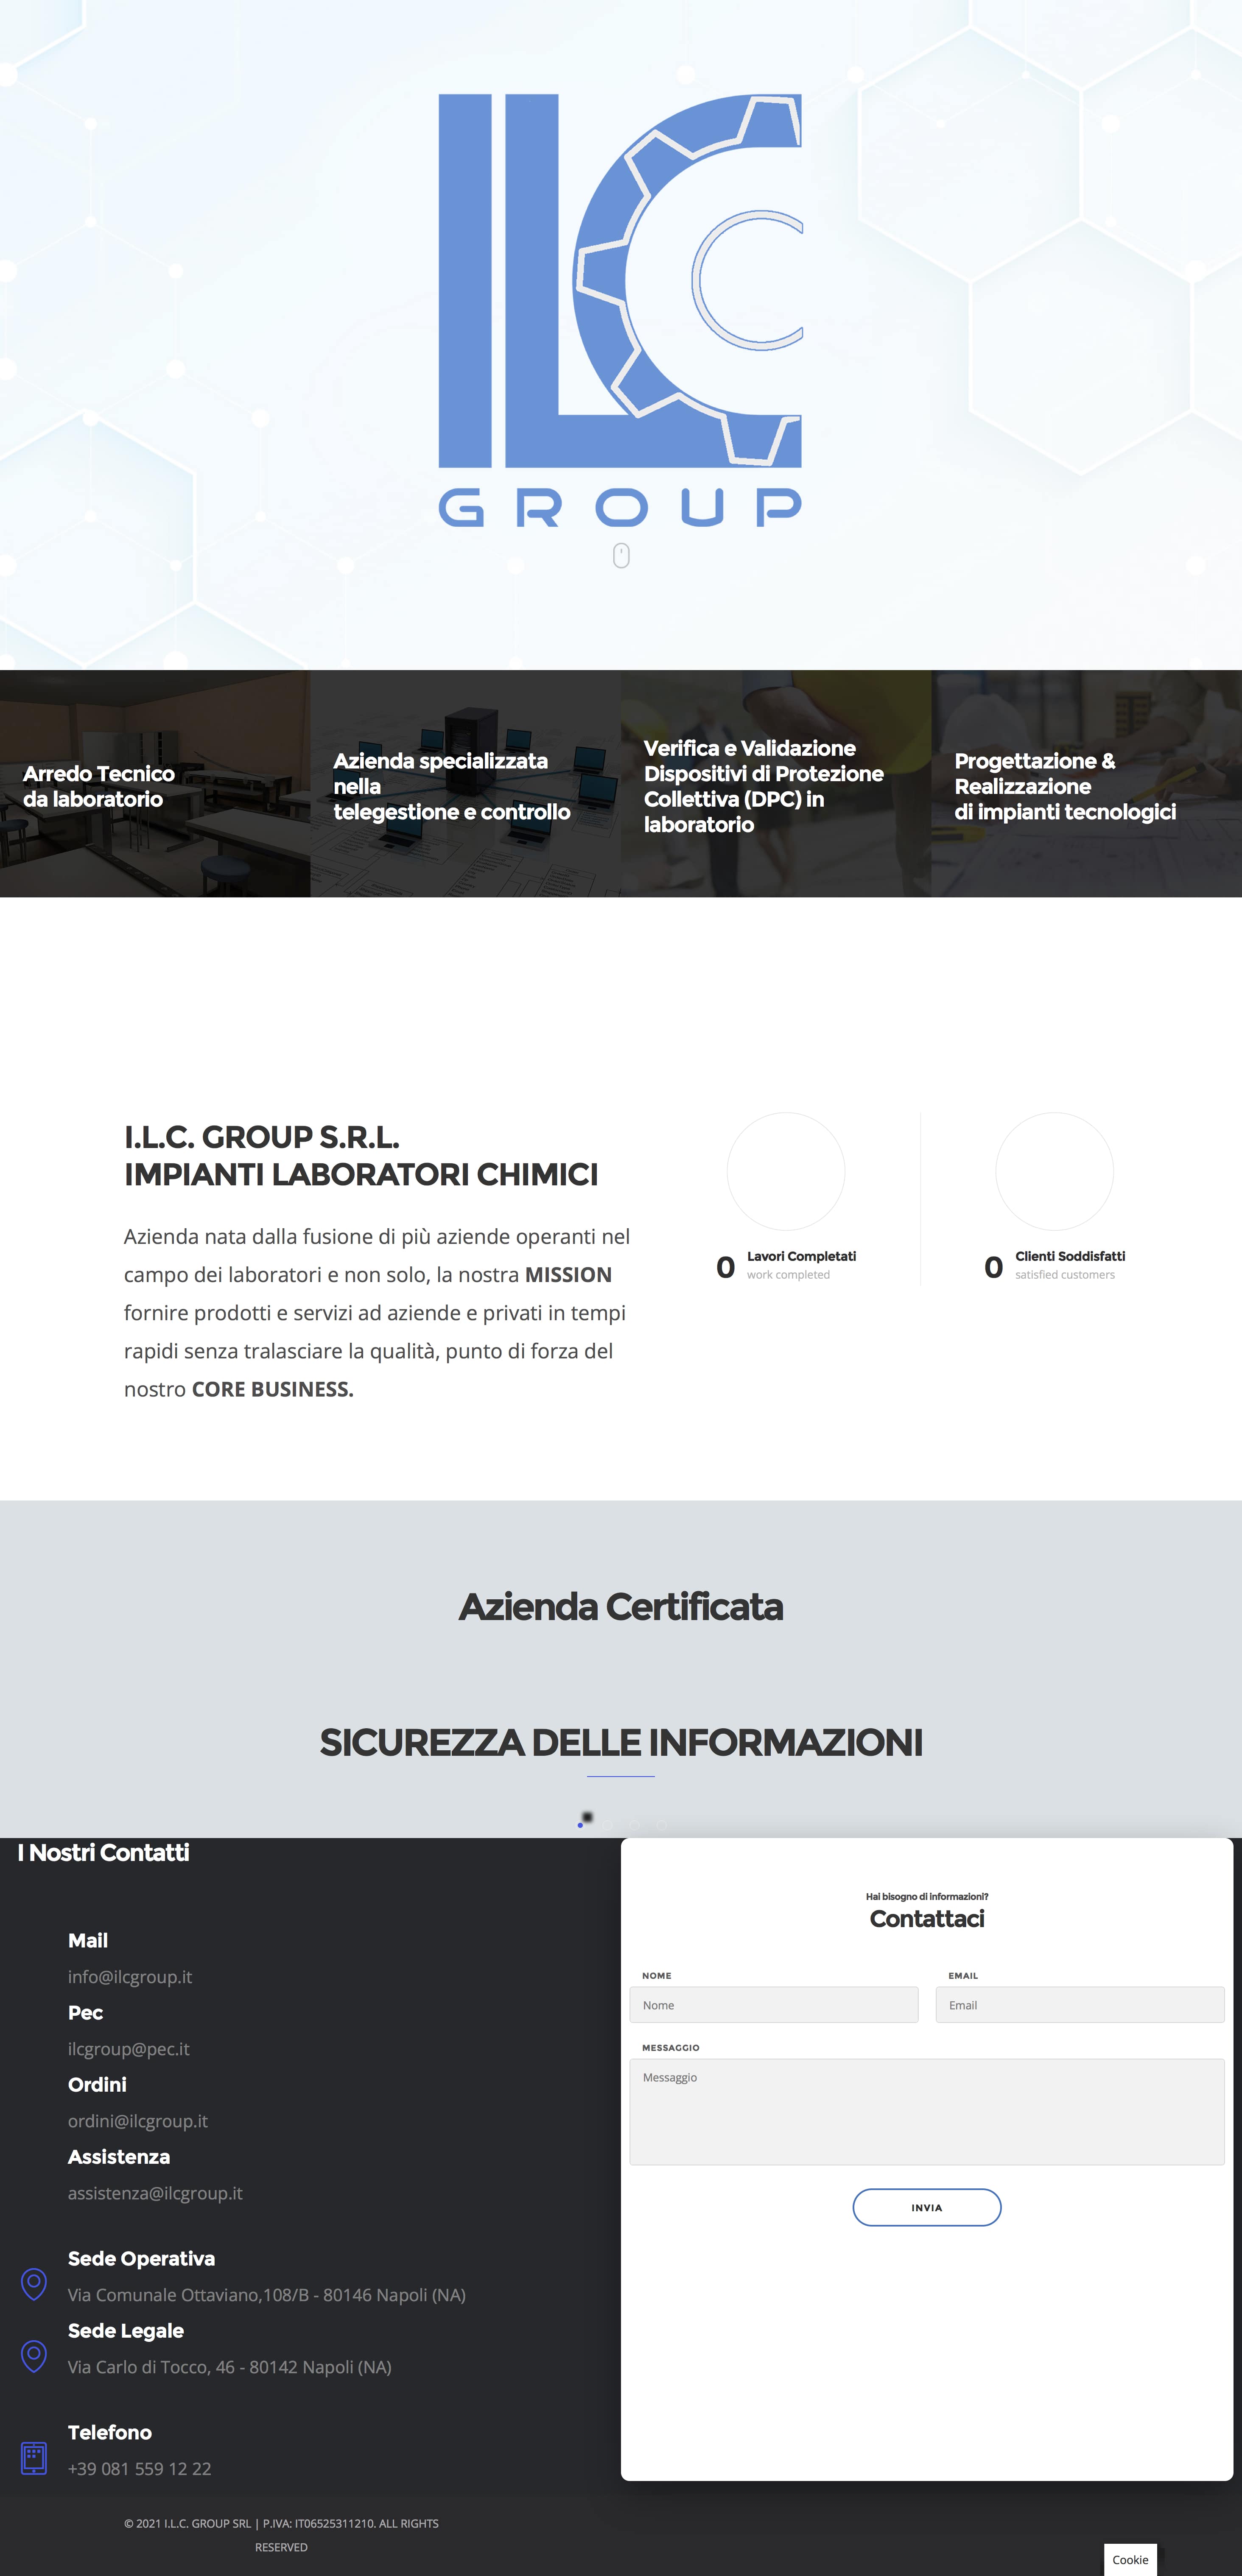 ILC
GROUP
Arredo Tecnico
da laboratorio
Azienda specializzata
nella
telegestione e controllo
Verifica e Validazione
Dispositivi di Protezione
Collettiva (DPC) in
laboratorio
Progettazione &
Realizzazione
di impianti tecnologici
I.L.C. GROUP S.R.L.
IMPIANTI LABORATORI CHIMICI
Azienda nata dalla fusione di più aziende operanti nel
campo dei laboratori e non solo, la nostra MISSION
fornire prodotti e servizi ad aziende e privati in tempi
rapidi senza tralasciare la qualità, punto di forza del
nostro CORE BUSINESS.
0 Lavori Completati
work completed
0 Clienti Soddisfatti
satisfied customers
Azienda Certificata
SICUREZZA DELLE INFORMAZIONI
I Nostri Contatti
Mail
info@ilcgroup.it
Pec
ilcgroup@pec.it
Ordini
ordini@ilcgroup.it
Assistenza
assistenza@ilcgroup.it
Sede Operativa
Via Comunale Ottaviano,108/B - 80146 Napoli (NA)
Sede Legale
Via Carlo di Tocco, 46 - 80142 Napoli (NA)
Telefono
+39 081 559 12 22
Hai bisogno di informazioni?
Contattaci
NOME
EMAIL
Nome
Email
MESSAGGIO
Messaggio
INVIA
© 2021 I.L.C. GROUP SRL | P.IVA: IT06525311210. ALL RIGHTS
RESERVED
Cookie